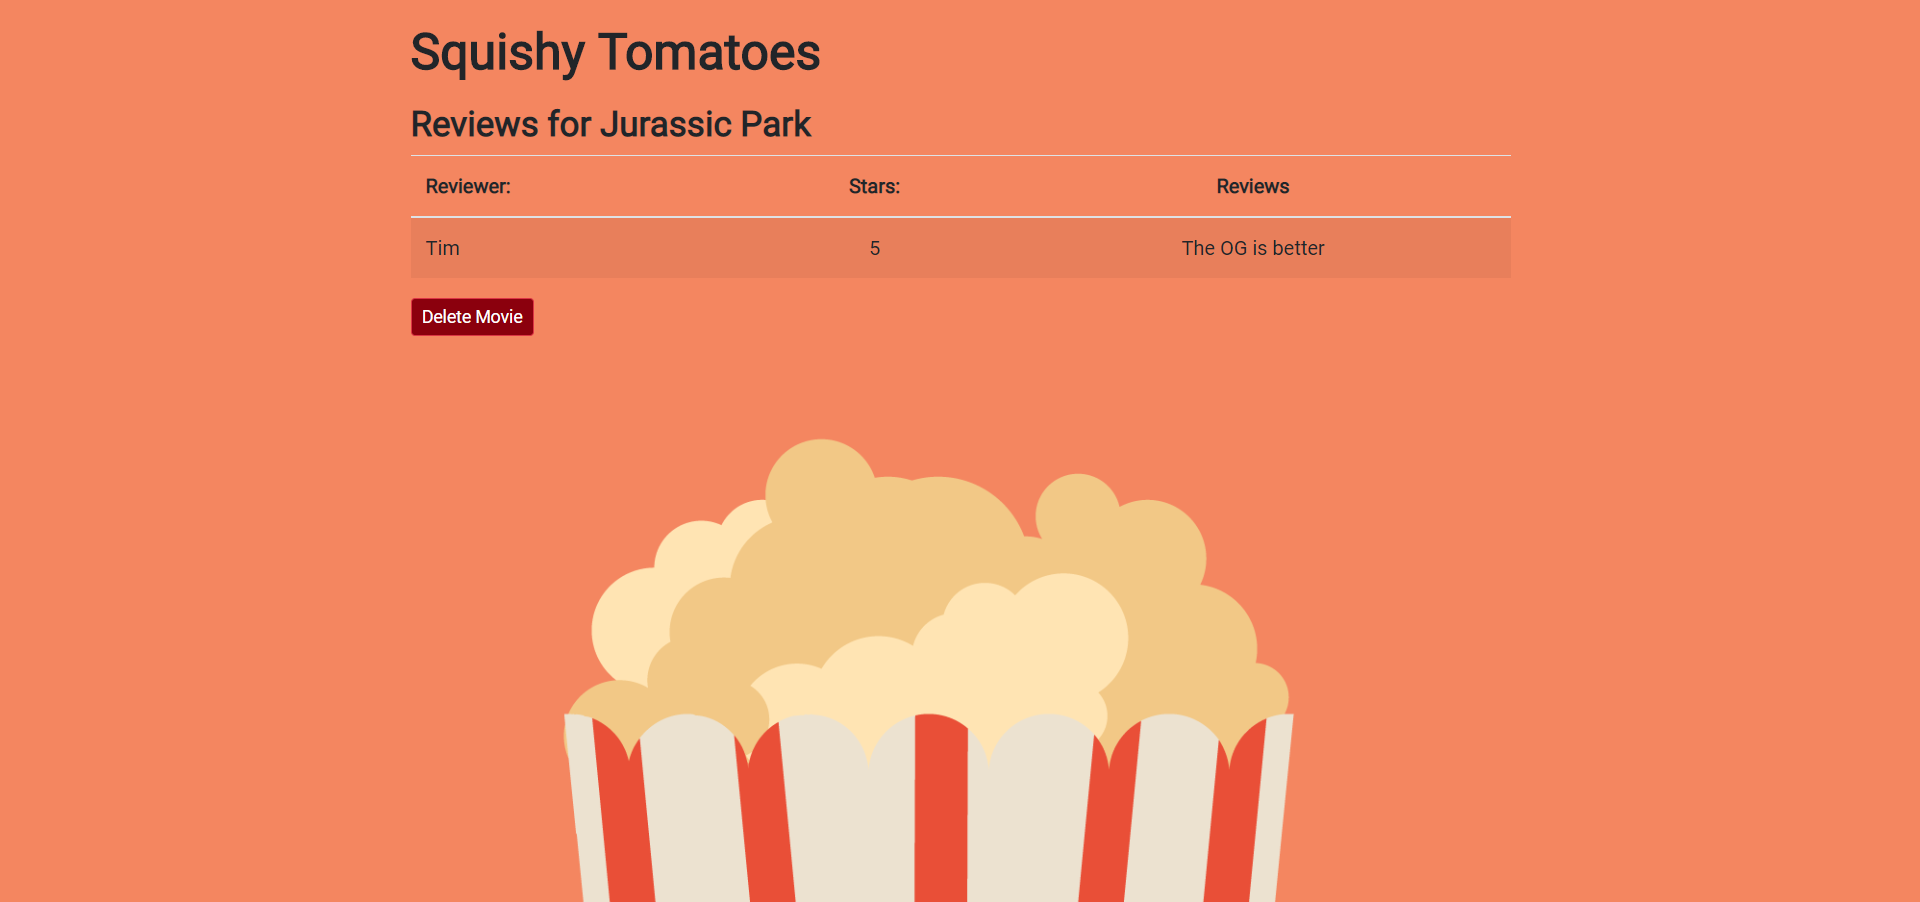 Squishy Tomatoes
Reviews for Jurassic Park
Reviewer: Stars: Reviews
Tim 5 The OG is better
Delete Movie